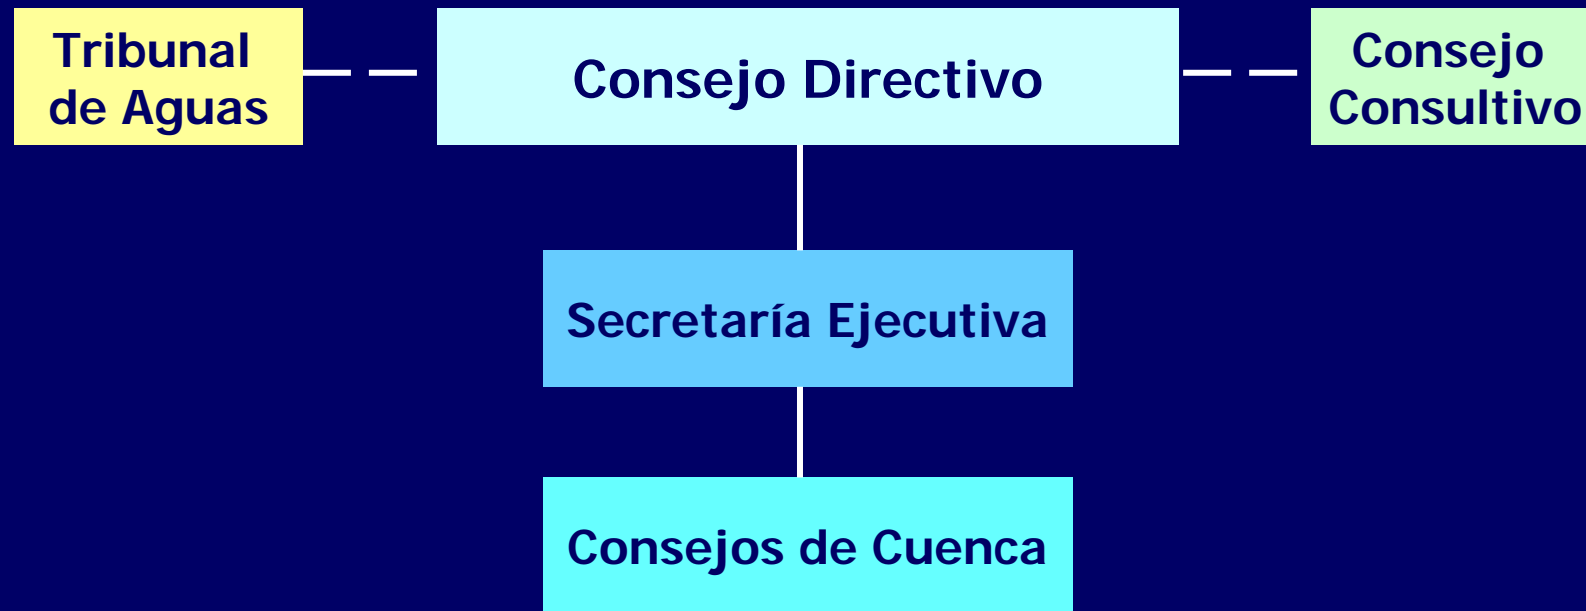 Tribunal
de Aguas
Consejo Directivo
Consejo
Consultivo
Secretaría Ejecutiva
Consejos de Cuenca